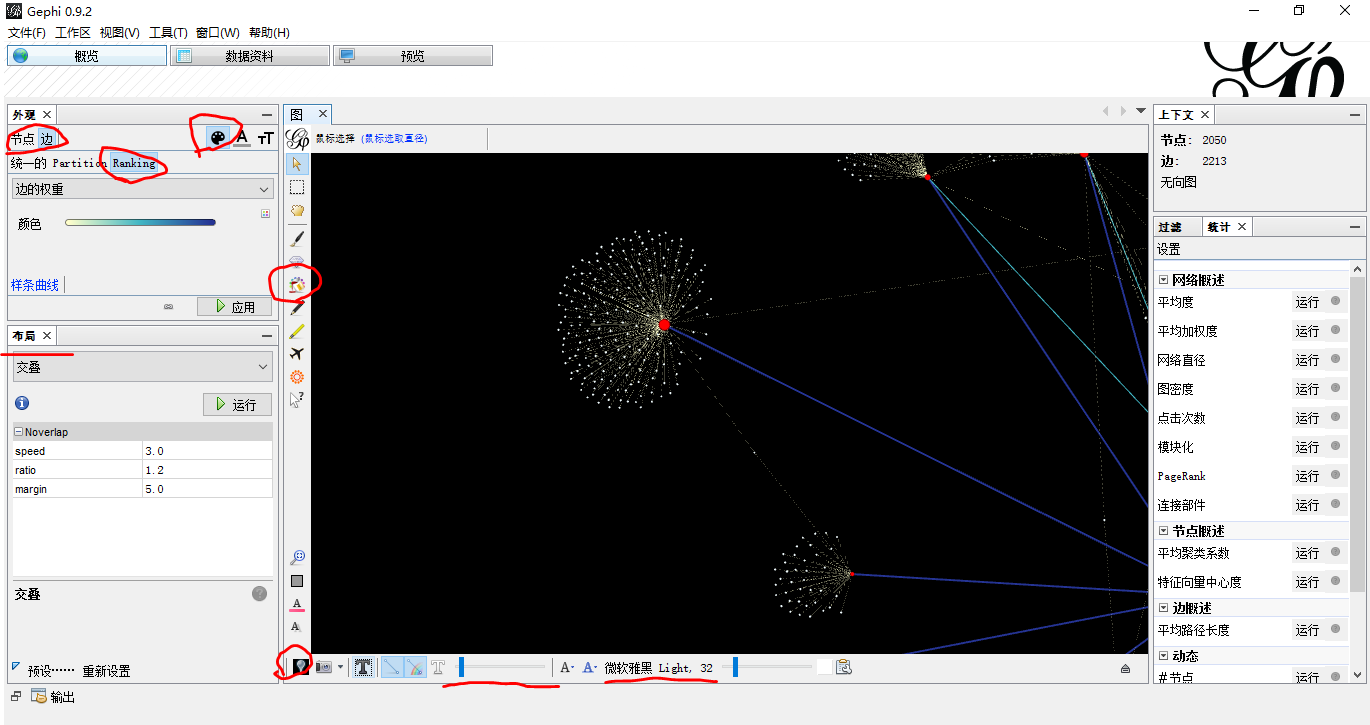 Gephi 0.9.2
文件(F) 工作区 视图(V) 工具(T) 窗口(W) 帮助(H)
概览 数据资料 预览
外观
节点 边
统一的 Partition Ranking
边的权重
颜色
样条曲线
应用
布局
交叠
运行
Noverlap
speed 3.0
ratio 1.2
margin 5.0
交叠
预设…… 重新设置
输出
图
鼠标选择 (鼠标选取直径)
微软雅黑 Light, 32
上下文
节点: 2050
边: 2213
无向图
过滤 统计
设置
网络概述
平均度 运行
平均加权度 运行
网络直径 运行
图密度 运行
点击次数 运行
模块化 运行
PageRank 运行
连接部件 运行
节点概述
平均聚类系数 运行
特征向量中心度 运行
边概述
平均路径长度 运行
动态
#节点 运行